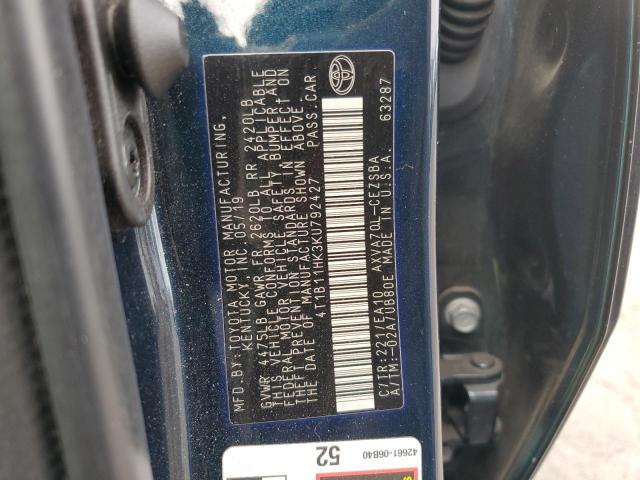 MFD.BY:TOYOTA MOTOR MANUFACTURING,
KENTUCKY, INC. 05/19
GVWR 4475LB GAWR FR 2620LB RR 2420LB
THIS VEHICLE CONFORMS TO ALL APPLICABLE
FEDERAL MOTOR VEHICLE SAFETY, BUMPER AND
THEFT PREVENTION STANDARDS IN EFFECT ON
THE DATE OF MANUFACTURE SHOWN ABOVE.
4T1B11HK3KU792427 PASS.CAR
C/TR:221/EA10 AXVA70L-CEZSBA
A/TM:-02A/UB80E MADE IN U.S.A. 63287
42661-06B40
52